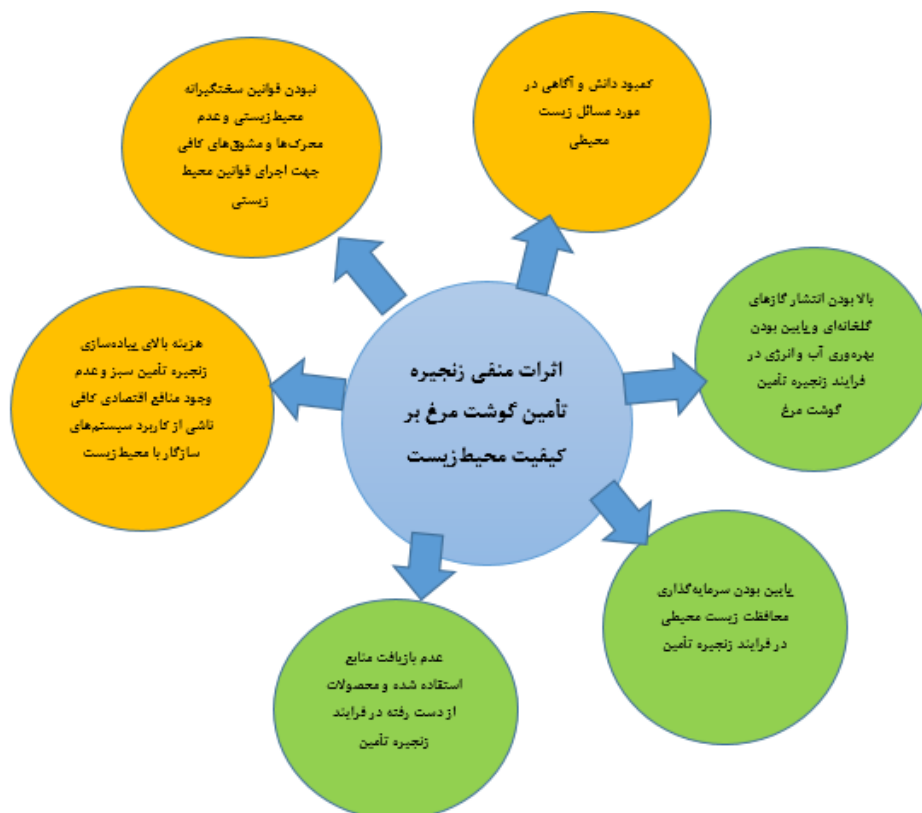 کمبود دانش و آگاهی در
مورد مسائل زیست
محیطی
نبودن قوانین سختگیرانه
محیط‌زیستی و عدم
محرک‌ها و مشوق‌های کافی
جهت اجرای قوانین محیط
زیستی
بالا بودن انتشار گازهای
گلخانه‌ای و پایین بودن
بهره‌وری آب و انرژی در
فرایند زنجیره تأمین
گوشت مرغ
هزینه بالای پیاده‌سازی
زنجیره تأمین سبز و عدم
وجود منافع اقتصادی کافی
ناشی از کاربرد سیستم‌های
سازگار با محیط‌زیست
اثرات منفی زنجیره
تأمین گوشت مرغ بر
کیفیت محیط‌زیست
پایین بودن سرمایه‌گذاری
محافظت زیست محیطی
در فرایند زنجیره تأمین
عدم بازیافت منابع
استفاده شده و محصولات
از دست رفته در فرایند
زنجیره تأمین